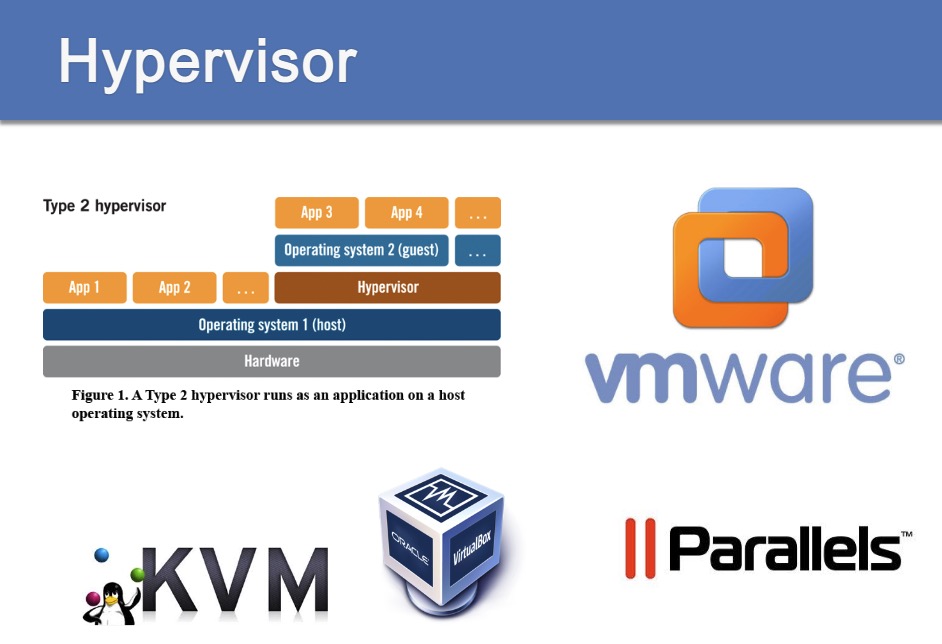 Hypervisor
Type 2 hypervisor
App 3 App 4 ...
Operating system 2 (guest) ...
App 1 App 2 ... Hypervisor
Operating system 1 (host)
Hardware
Figure 1. A Type 2 hypervisor runs as an application on a host
operating system.
vmware®
KVM
ORACLE VirtualBox
Parallels™